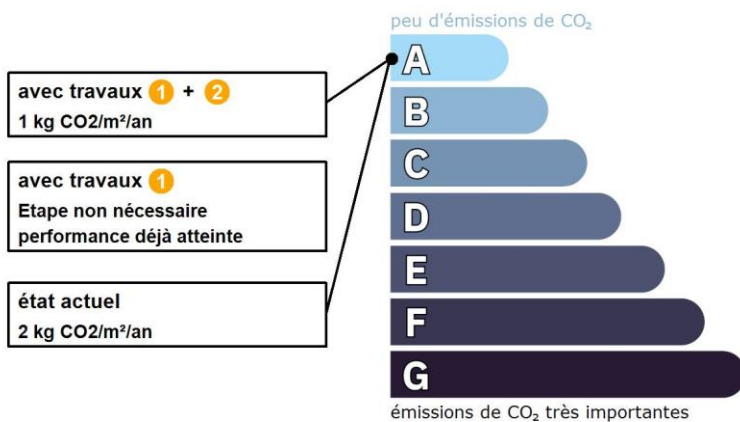 peu d'émissions de CO₂
A
avec travaux 1 + 2
1 kg CO2/m²/an
B
C
avec travaux 1
Etape non nécessaire
performance déjà atteinte
D
E
état actuel
2 kg CO2/m²/an
F
G
émissions de CO₂ très importantes